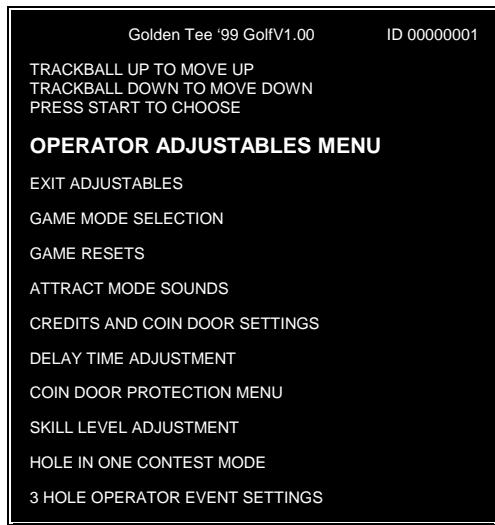 Golden Tee ‘99 GolfV1.00 ID 00000001
TRACKBALL UP TO MOVE UP
TRACKBALL DOWN TO MOVE DOWN
PRESS START TO CHOOSE
OPERATOR ADJUSTABLES MENU
EXIT ADJUSTABLES
GAME MODE SELECTION
GAME RESETS
ATTRACT MODE SOUNDS
CREDITS AND COIN DOOR SETTINGS
DELAY TIME ADJUSTMENT
COIN DOOR PROTECTION MENU
SKILL LEVEL ADJUSTMENT
HOLE IN ONE CONTEST MODE
3 HOLE OPERATOR EVENT SETTINGS